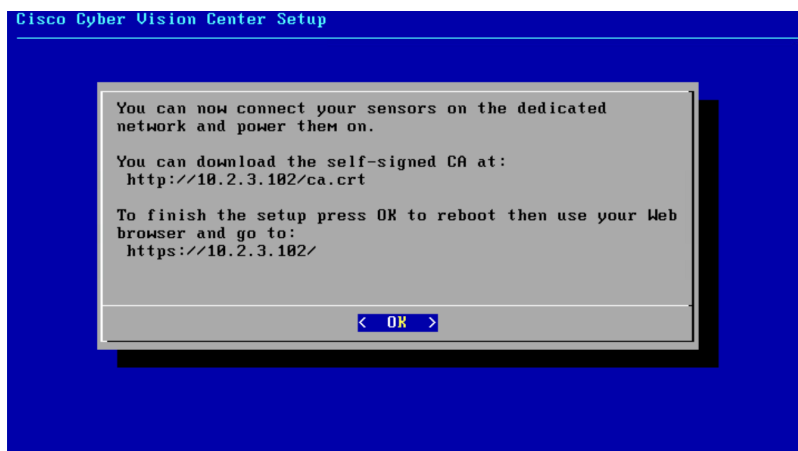 Cisco Cyber Vision Center Setup
You can now connect your sensors on the dedicated
network and power them on.
You can download the self-signed CA at:
http://10.2.3.102/ca.crt
To finish the setup press OK to reboot then use your Web
browser and go to:
https://10.2.3.102/
< OK >